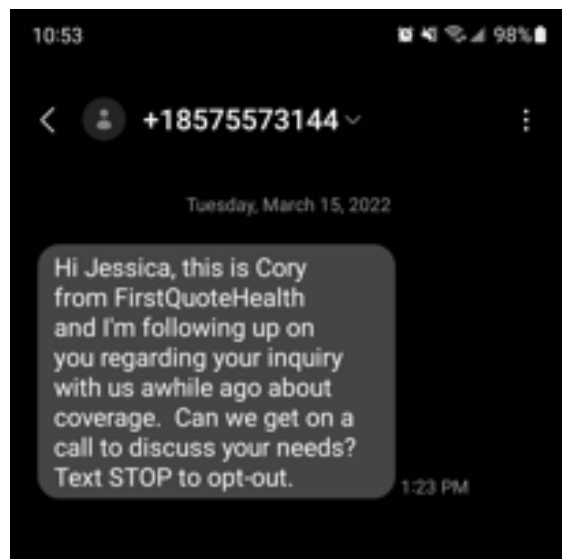 10:53
98%
+18575573144
Tuesday, March 15, 2022
Hi Jessica, this is Cory
from FirstQuoteHealth
and I'm following up on
you regarding your inquiry
with us awhile ago about
coverage.  Can we get on a
call to discuss your needs?
Text STOP to opt-out.
1:23 PM